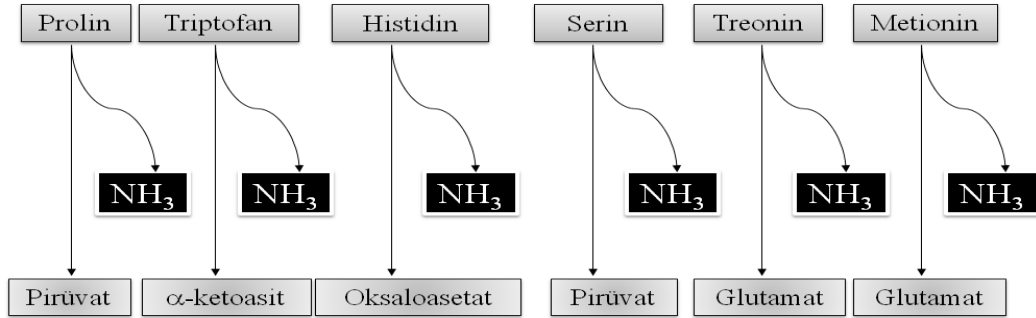 Prolin Triptofan Histidin Serin Treonin Metionin
NH₃ NH₃ NH₃ NH₃ NH₃ NH₃
Pirüvat α-ketoasit Oksaloasetat Pirüvat Glutamat Glutamat